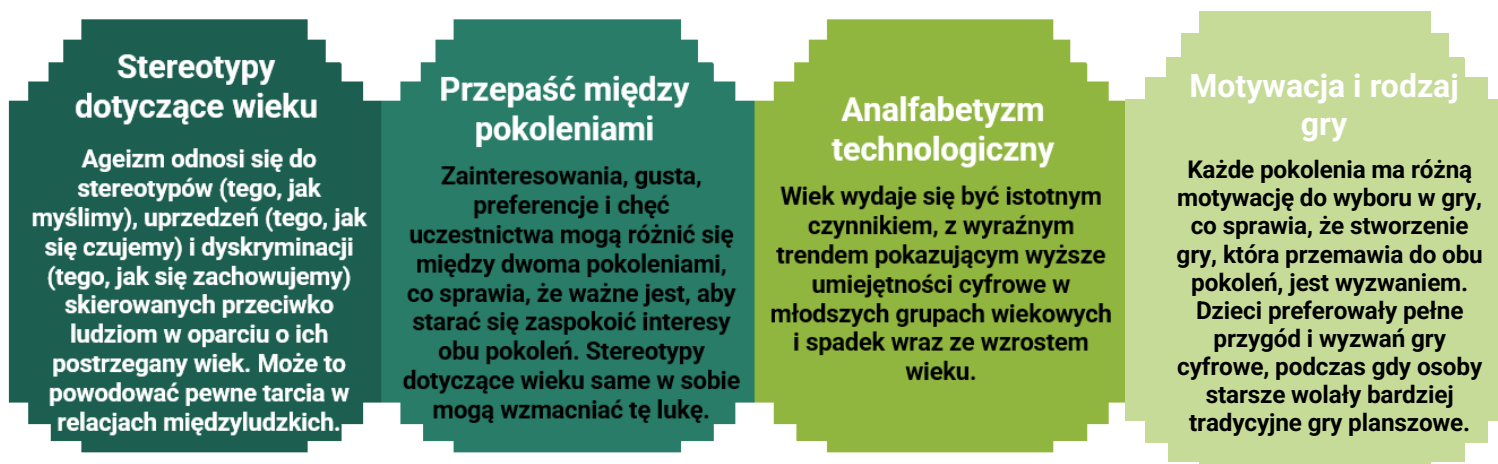 Stereotypy
dotyczące wieku
Ageizm odnosi się do
stereotypów (tego, jak
myślimy), uprzedzeń (tego, jak
się czujemy) i dyskryminacji
(tego, jak się zachowujemy)
skierowanych przeciwko
ludziom w oparciu o ich
postrzegany wiek. Może to
powodować pewne tarcia w
relacjach międzyludzkich.
Przepaść między
pokoleniami
Zainteresowania, gusta,
preferencje i chęć
uczestnictwa mogą różnić się
między dwoma pokoleniami,
co sprawia, że ważne jest, aby
starać się zaspokoić interesy
obu pokoleń. Stereotypy
dotyczące wieku same w sobie
mogą wzmacniać tę lukę.
Analfabetyzm
technologiczny
Wiek wydaje się być istotnym
czynnikiem, z wyraźnym
trendem pokazującym wyższe
umiejętności cyfrowe w
młodszych grupach wiekowych
i spadek wraz ze wzrostem
wieku.
Motywacja i rodzaj
gry
Każde pokolenia ma różną
motywację do wyboru w gry,
co sprawia, że stworzenie
gry, która przemawia do obu
pokoleń, jest wyzwaniem.
Dzieci preferowały pełne
przygód i wyzwań gry
cyfrowe, podczas gdy osoby
starsze wolały bardziej
tradycyjne gry planszowe.